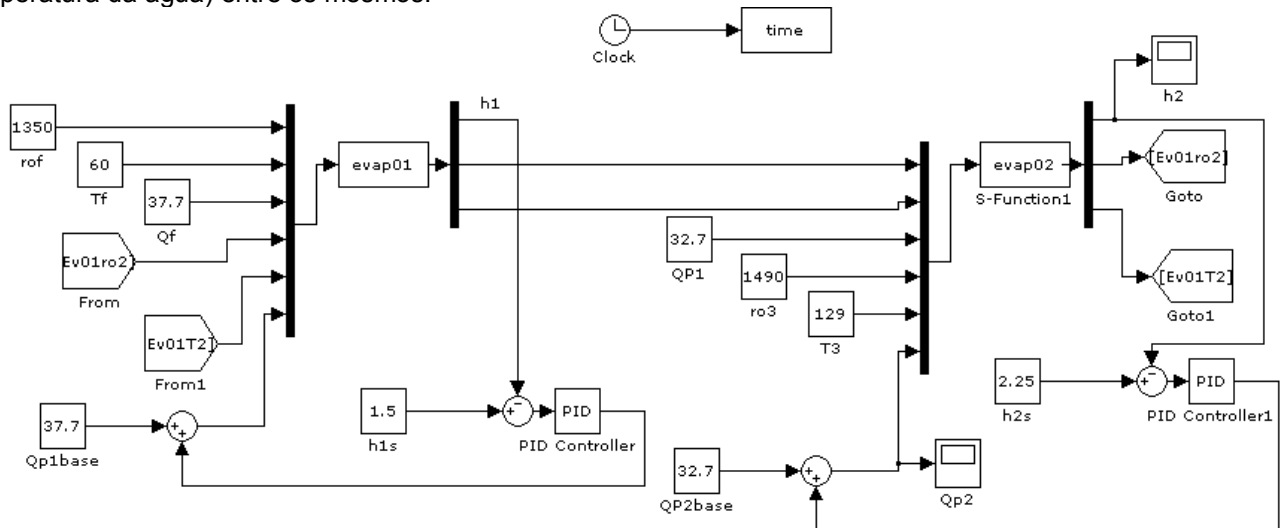 peratura da água) entre os mesmos.
time
Clock
h2
h1
1350
rof
evap01
evap02
S-Function1
[Ev01ro2]
Goto
60
Tf
37.7
Qf
32.7
QP1
Ev01ro2]
From
1490
ro3
[Ev01T2]
Goto1
129
T3
Ev01T2]
From1
1.5
h1s
PID
PID Controller
2.25
h2s
PID
PID Controller1
37.7
Qp1base
32.7
QP2base
Qp2